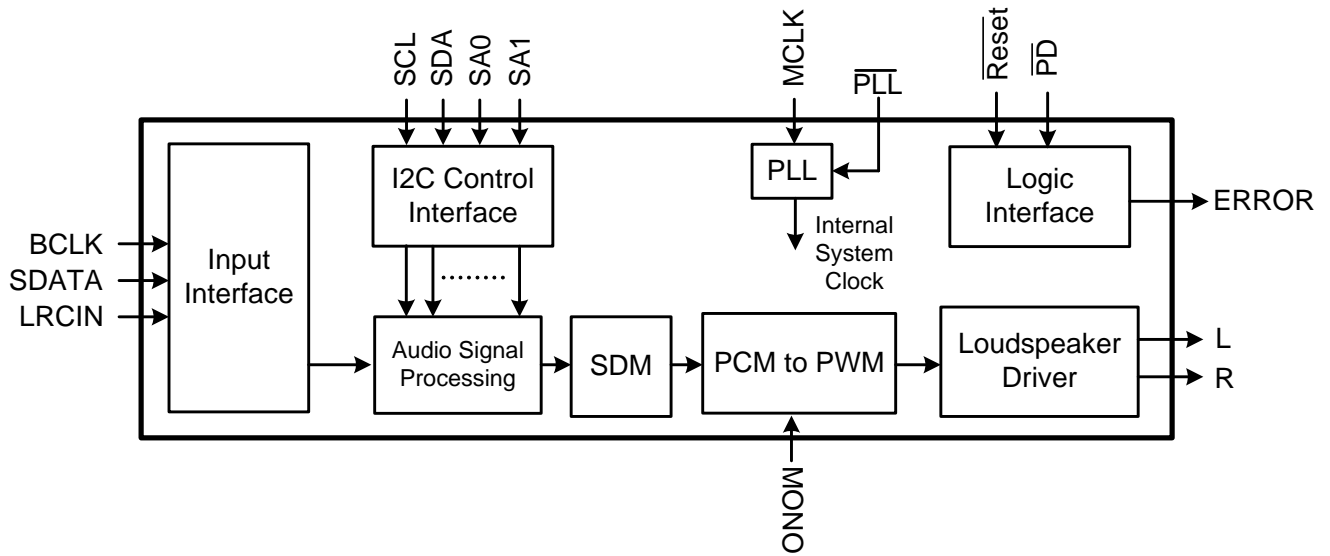 SCL
SDA
SA0
SA1
MCLK
PLL
Reset
PD
I2C Control
Interface
PLL
Logic
Interface
ERROR
Internal
System
Clock
BCLK
SDATA
LRCIN
Input
Interface
........
Audio Signal
Processing
SDM
PCM to PWM
Loudspeaker
Driver
L
R
MONO